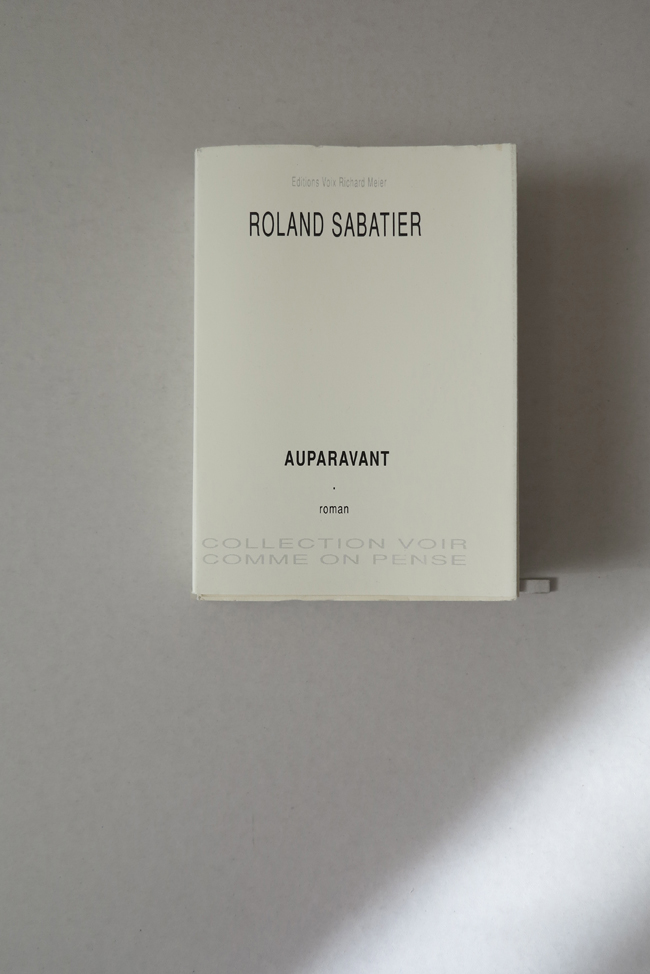 Editions Voix Richard Meier
ROLAND SABATIER
AUPARAVANT
.
roman
COLLECTION VOIR
COMME ON PENSE